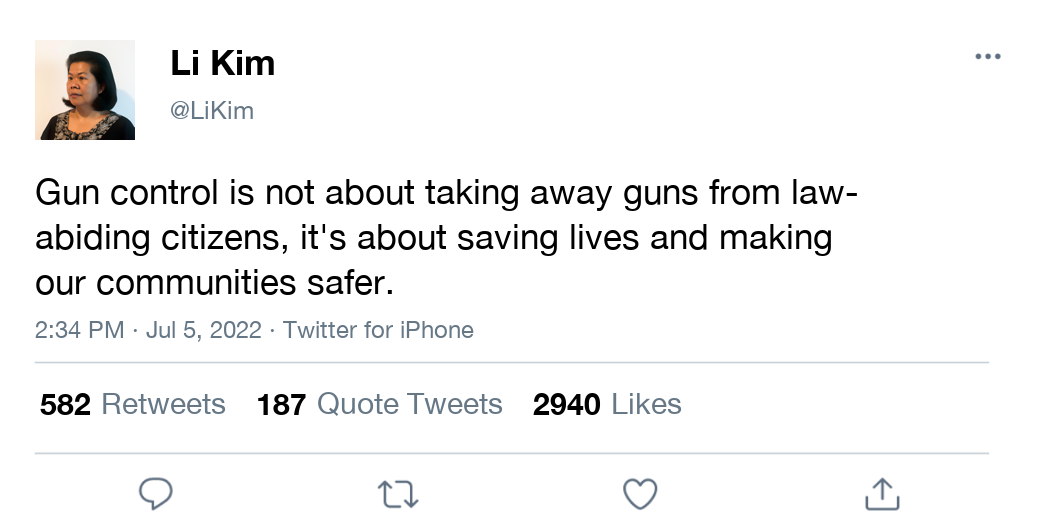 Li Kim
@LiKim
Gun control is not about taking away guns from law-
abiding citizens, it's about saving lives and making
our communities safer.
2:34 PM · Jul 5, 2022 · Twitter for iPhone
582 Retweets 187 Quote Tweets 2940 Likes